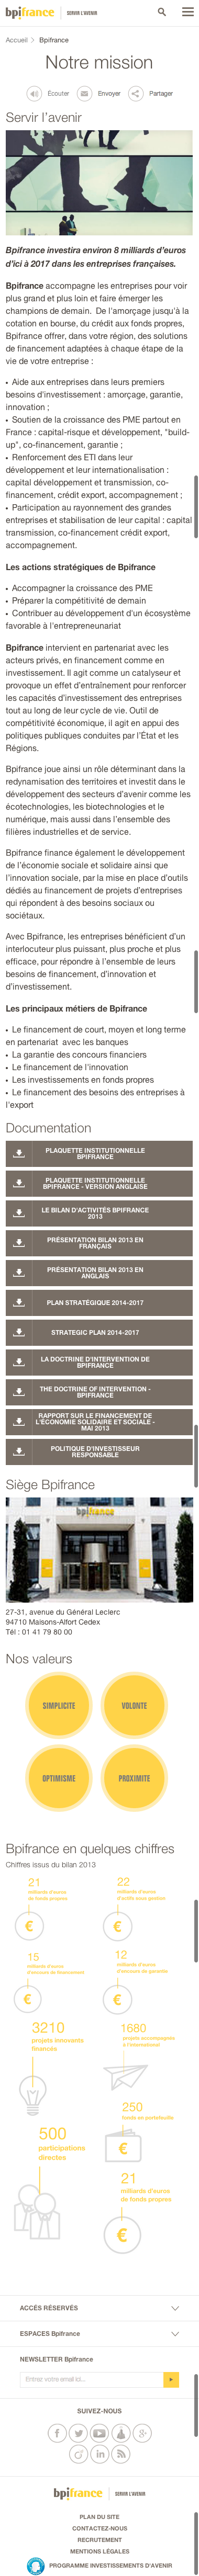 bpifrance SERVIR L'AVENIR
Accueil > Bpifrance
Notre mission
Écouter Envoyer Partager
Servir l'avenir
Bpifrance investira environ 8 milliards d'euros
d'ici à 2017 dans les entreprises françaises.
Bpifrance accompagne les entreprises pour voir
plus grand et plus loin et faire émerger les
champions de demain. De l'amorçage jusqu'à la
cotation en bourse, du crédit aux fonds propres,
Bpifrance offrir, dans votre région, des solutions
de financement adaptées à chaque étape de la
vie de votre entreprise :
• Aide aux entreprises dans leurs premiers
besoins d'investissement : amorçage, garantie,
innovation ;
• Soutien de la croissance des PME partout en
France : capital-risque et développement, "build-
up", co-financement, garantie ;
• Renforcement des ETI dans leur
développement et leur internationalisation :
capital développement et transmission, co-
financement, crédit export, accompagnement ;
• Participation au rayonnement des grandes
entreprises et stabilisation de leur capital : capital
transmission, co-financement crédit export,
accompagnement.
Les actions stratégiques de Bpifrance
• Accompagner la croissance des PME
• Préparer la compétitivité de demain
• Contribuer au développement d'un écosystème
favorable à l'entrepreneunariat
Bpifrance intervient en partenariat avec les
acteurs privés, en financement comme en
investissement. Il agit comme un catalyseur et
provoque un effet d'entraînement pour renforcer
les capacités d'investissement des entreprises
tout au long de leur cycle de vie. Outil de
compétitivité économique, il agit en appui des
politiques publiques conduites par l'État et les
Régions.
Bpifrance joue ainsi un rôle déterminant dans la
redynamisation des territoires et investit dans le
développement des secteurs d'avenir comme les
écotechnologies, les biotechnologies et le
numérique, mais aussi dans l'ensemble des
filières industrielles et de service.
Bpifrance finance également le développement
de l'économie sociale et solidaire ainsi que
l'innovation sociale, par la mise en place d'outils
dédiés au financement de projets d'entreprises
qui répondent à des besoins sociaux ou
sociétaux.
Avec Bpifrance, les entreprises bénéficient d'un
interlocuteur plus puissant, plus proche et plus
efficace, pour répondre à l'ensemble de leurs
besoins de financement, d'innovation et
d'investissement.
Les principaux métiers de Bpifrance
• Le financement de court, moyen et long terme
en partenariat avec les banques
• La garantie des concours financiers
• Le financement de l'innovation
• Les investissements en fonds propres
• Le financement des besoins des entreprises à
l'export
Documentation
PLAQUETTE INSTITUTIONNELLE
BPIFRANCE
PLAQUETTE INSTITUTIONNELLE
BPIFRANCE - VERSION ANGLAISE
LE BILAN D'ACTIVITÉS BPIFRANCE
2013
PRÉSENTATION BILAN 2013 EN
FRANÇAIS
PRÉSENTATION BILAN 2013 EN
ANGLAIS
PLAN STRATÉGIQUE 2014-2017
STRATEGIC PLAN 2014-2017
LA DOCTRINE D'INTERVENTION DE
BPIFRANCE
THE DOCTRINE OF INTERVENTION -
BPIFRANCE
RAPPORT SUR LE FINANCEMENT DE
L'ÉCONOMIE SOLIDAIRE ET SOCIALE -
MAI 2013
POLITIQUE D'INVESTISSEUR
RESPONSABLE
Siège Bpifrance
bpifrance
27-31, avenue du Général Leclerc
94710 Maisons-Alfort Cedex
Tél : 01 41 79 80 00
Nos valeurs
SIMPLICITE VOLONTE
OPTIMISME PROXIMITE
Bpifrance en quelques chiffres
Chiffres issus du bilan 2013
21
milliards d'euros
de fonds propres
€
22
milliards d'euros
d'actifs sous gestion
€
15
milliards d'euros
d'encours de financement
€
12
milliards d'euros
d'encours de garantie
€
3210
projets innovants
financés
1680
projets accompagnés
à l'international
250
fonds en portefeuille
€
500
participations
directes
21
milliards d'euros
de fonds propres
€
ACCÈS RÉSERVÉS
ESPACES Bpifrance
NEWSLETTER Bpifrance
Entrez votre email ici...
SUIVEZ-NOUS
bpifrance SERVIR L'AVENIR
PLAN DU SITE
CONTACTEZ-NOUS
RECRUTEMENT
MENTIONS LÉGALES
PROGRAMME INVESTISSEMENTS D'AVENIR